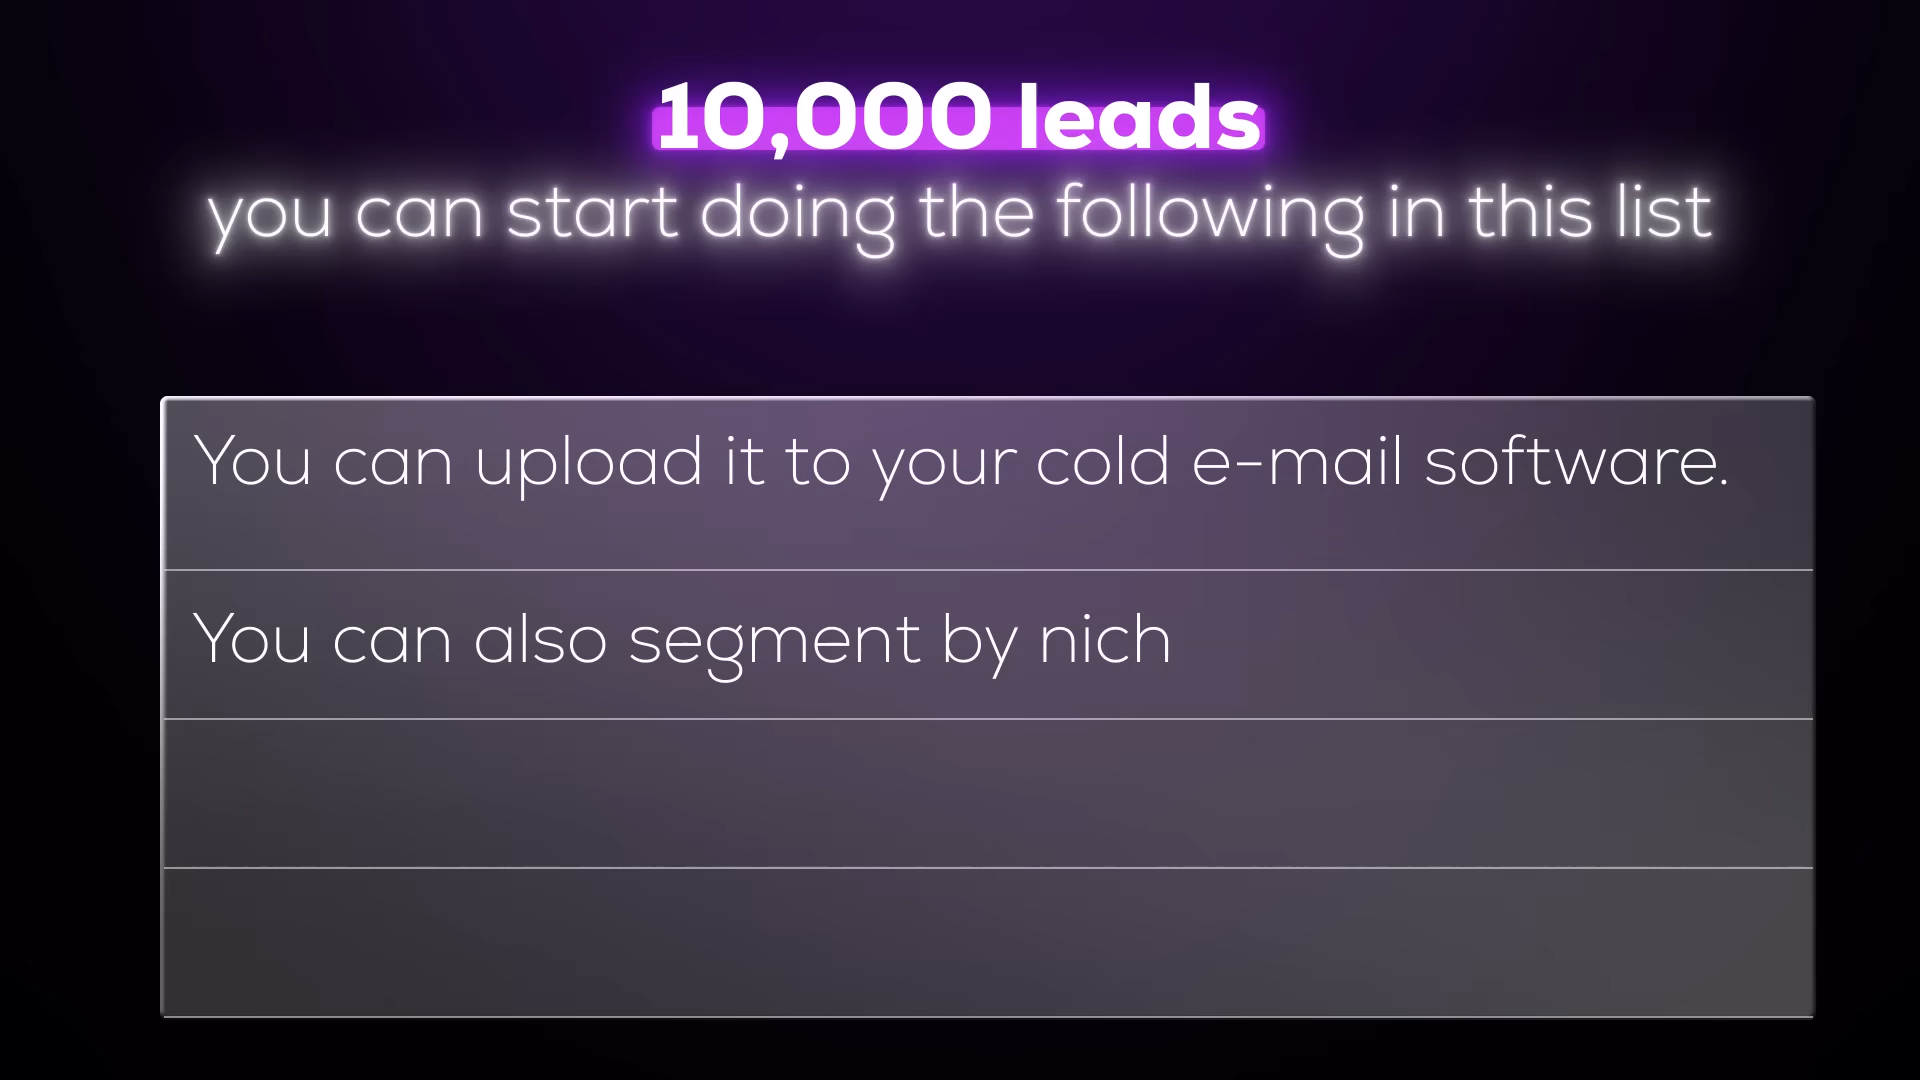 10,000 leads
you can start doing the following in this list
You can upload it to your cold e-mail software.
You can also segment by nich